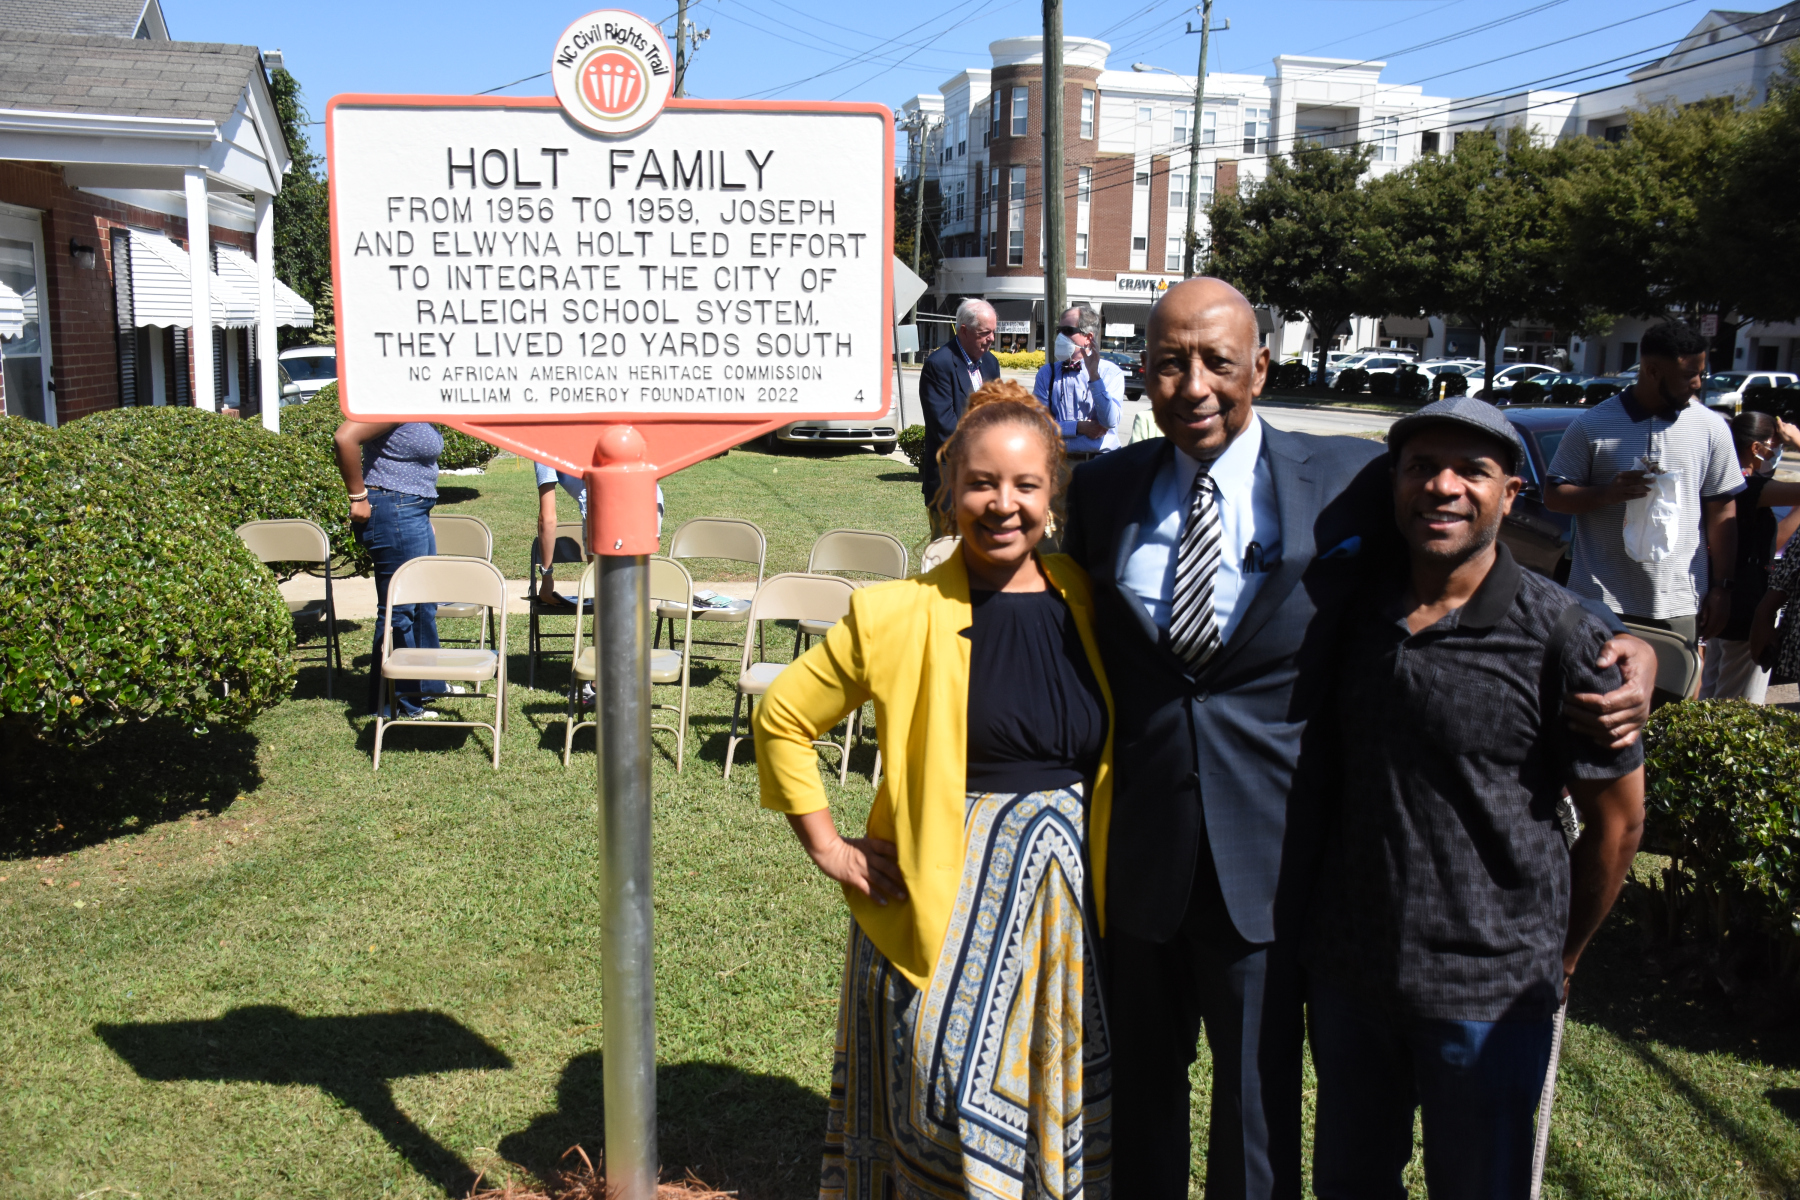 NC Civil Rights Trail
HOLT FAMILY
FROM 1956 TO 1959, JOSEPH
AND ELWYNA HOLT LED EFFORT
TO INTEGRATE THE CITY OF
RALEIGH SCHOOL SYSTEM.
THEY LIVED 120 YARDS SOUTH
NC AFRICAN AMERICAN HERITAGE COMMISSION
WILLIAM G. POMEROY FOUNDATION 2022 4
CRAVE